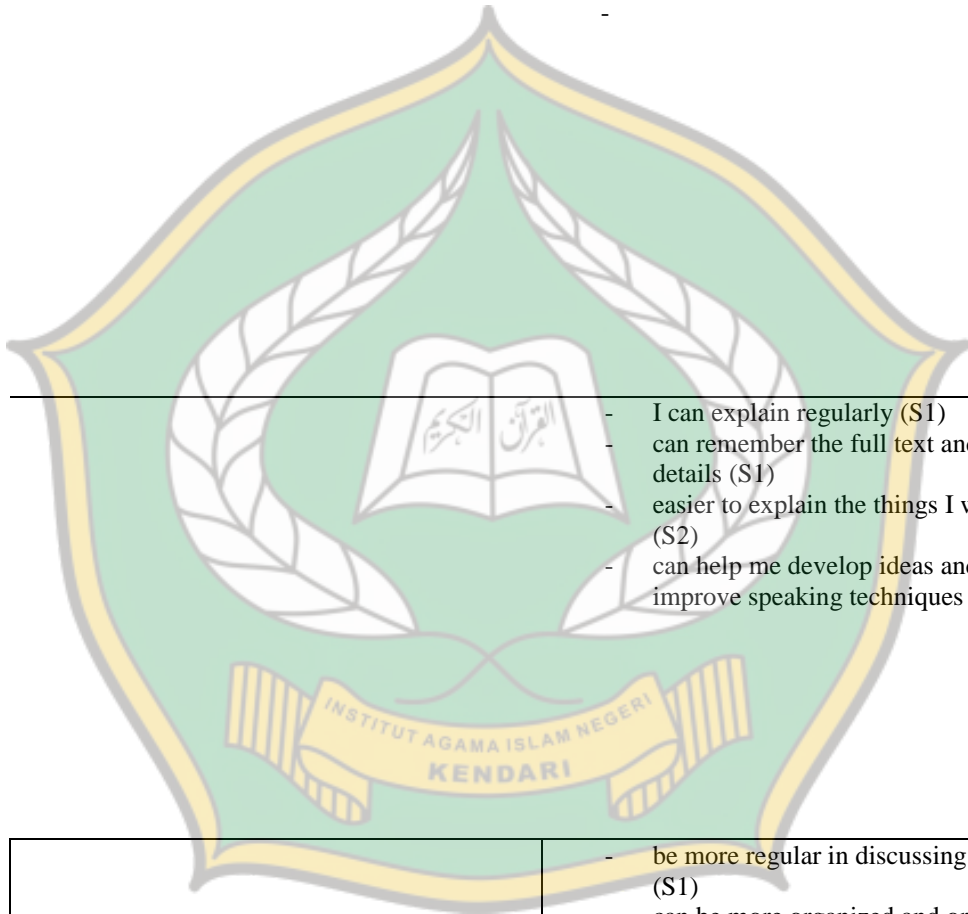 -
القرآن الكريم
- I can explain regularly (S1)
- can remember the full text and
details (S1)
- easier to explain the things I
(S2)
- can help me develop ideas and
improve speaking techniques
INSTITUT AGAMA ISLAM NEGERI
KENDARI
- be more regular in discussing
(S1)